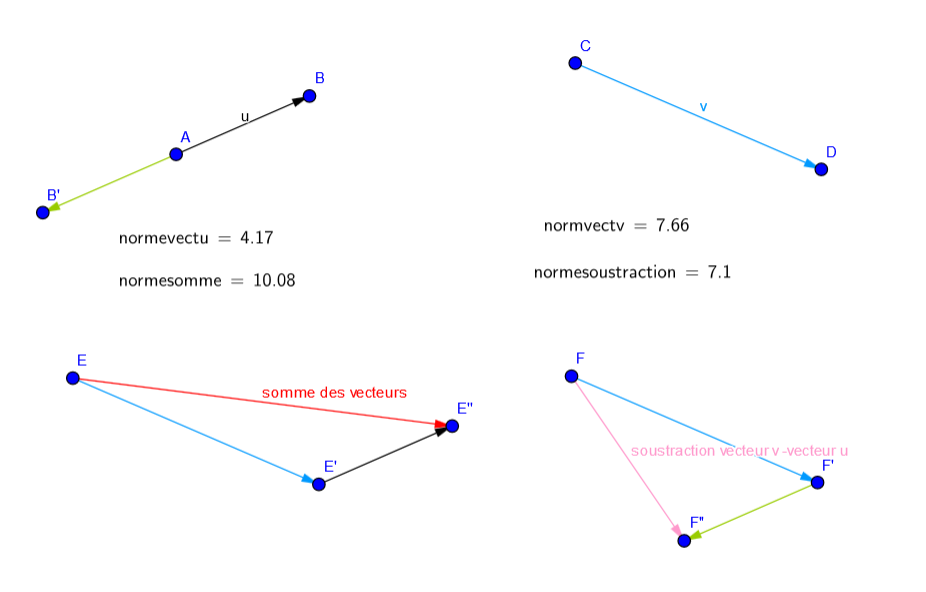 C
B
v
u
A
D
B'
normvectv = 7.66
normevectu = 4.17
normesoustraction = 7.1
normesomme = 10.08
E
F
somme des vecteurs
E"
soustraction vecteur v -vecteur u
E'
F'
F"